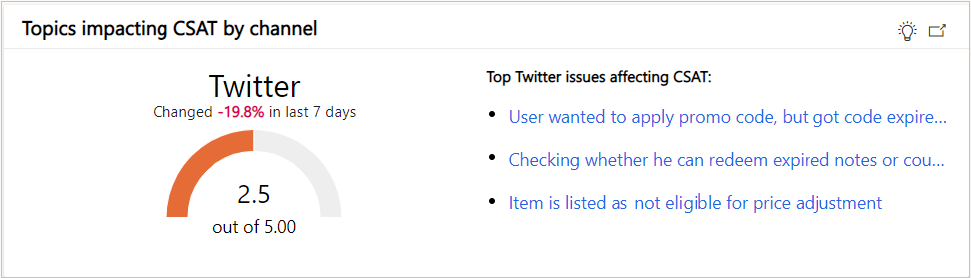 Topics impacting CSAT by channel
Twitter
Changed -19.8% in last 7 days
2.5
out of 5.00
Top Twitter issues affecting CSAT:
• User wanted to apply promo code, but got code expire...
• Checking whether he can redeem expired notes or cou...
• Item is listed as not eligible for price adjustment